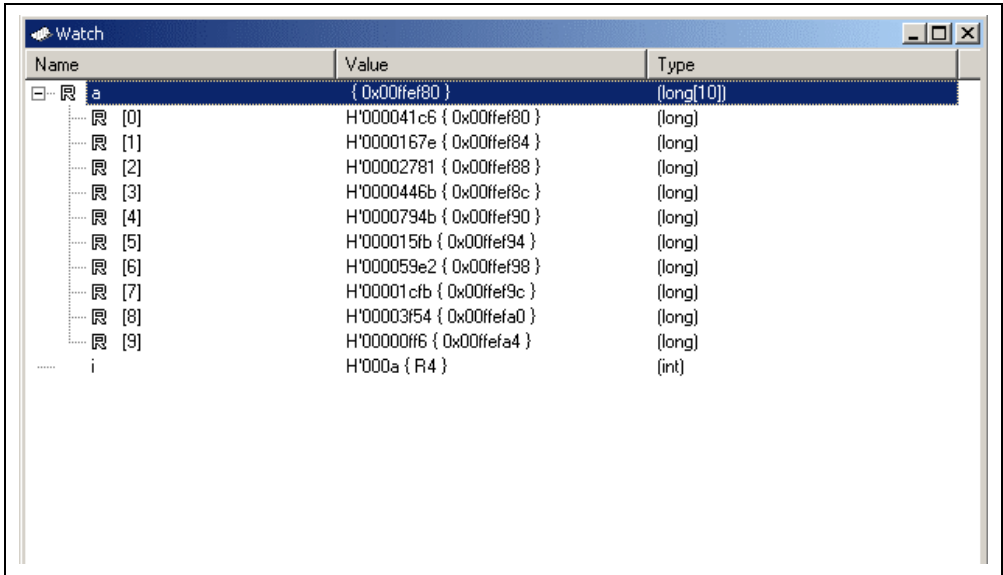 Watch
Name Value Type
R a { 0x00ffef80 } (long[10])
R [0] H'000041c6 { 0x00ffef80 } (long)
R [1] H'0000167e { 0x00ffef84 } (long)
R [2] H'00002781 { 0x00ffef88 } (long)
R [3] H'0000446b { 0x00ffef8c } (long)
R [4] H'0000794b { 0x00ffef90 } (long)
R [5] H'000015fb { 0x00ffef94 } (long)
R [6] H'000059e2 { 0x00ffef98 } (long)
R [7] H'00001cfb { 0x00ffef9c } (long)
R [8] H'00003f54 { 0x00ffefa0 } (long)
R [9] H'00000ff6 { 0x00ffefa4 } (long)
i H'000a { R4 } (int)